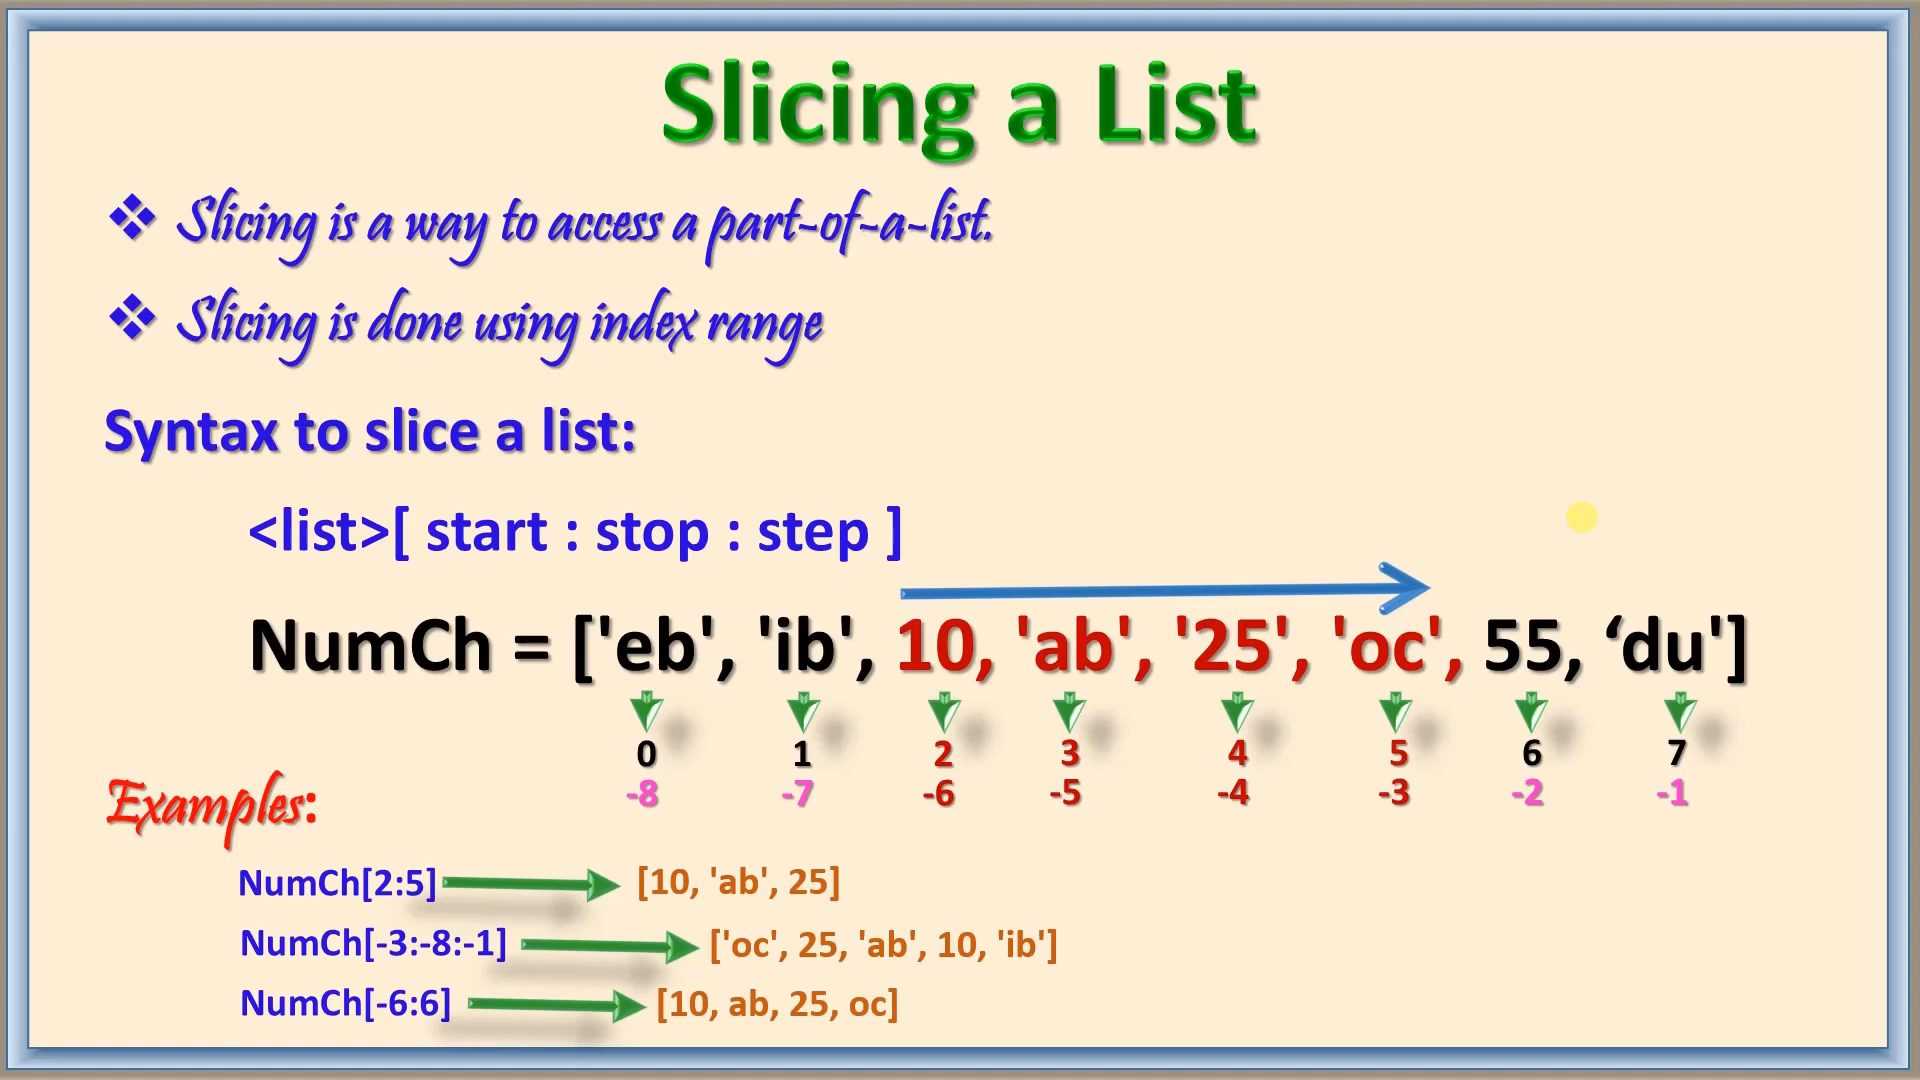 Slicing a List
❖ Slicing is a way to access a part-of-a-list.
❖ Slicing is done using index range
Syntax to slice a list:
<list>[ start : stop : step ]
NumCh = ['eb', 'ib', 10, 'ab', '25', 'oc', 55, ‘du']
0 1 2 3 4 5 6 7
-8 -7 -6 -5 -4 -3 -2 -1
Examples:
NumCh[2:5] [10, 'ab', 25]
NumCh[-3:-8:-1] ['oc', 25, 'ab', 10, 'ib']
NumCh[-6:6] [10, ab, 25, oc]